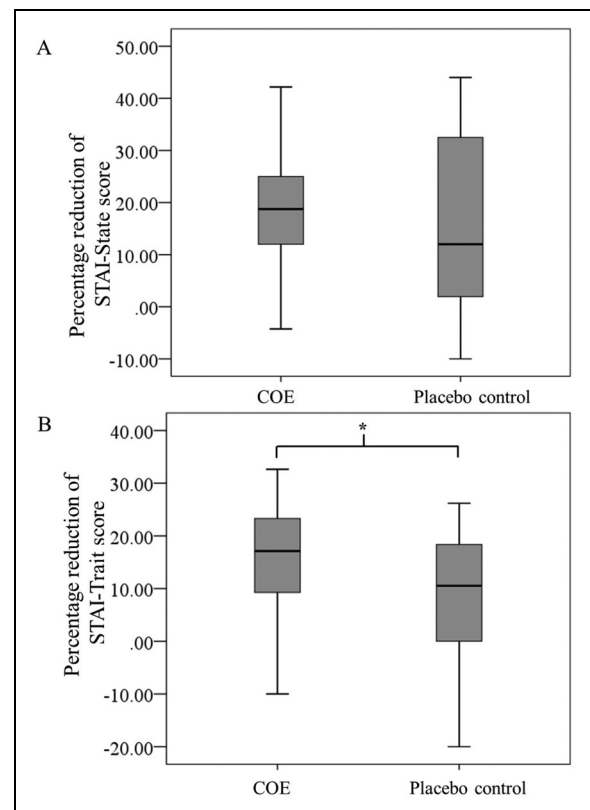 A
Percentage reduction of
STAI-State score
50.00
40.00
30.00
20.00
10.00
.00
-10.00
COE
Placebo control
B
Percentage reduction of
STAI-Trait score
40.00
30.00
20.00
10.00
.00
-10.00
-20.00
*
COE
Placebo control